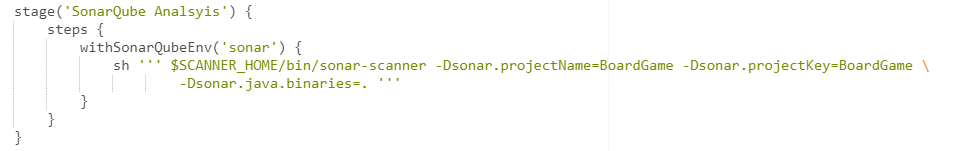 stage('SonarQube Analsyis') {
steps {
withSonarQubeEnv('sonar') {
sh ''' $SCANNER_HOME/bin/sonar-scanner -Dsonar.projectName=BoardGame -Dsonar.projectKey=BoardGame \
-Dsonar.java.binaries=. '''
}
}
}